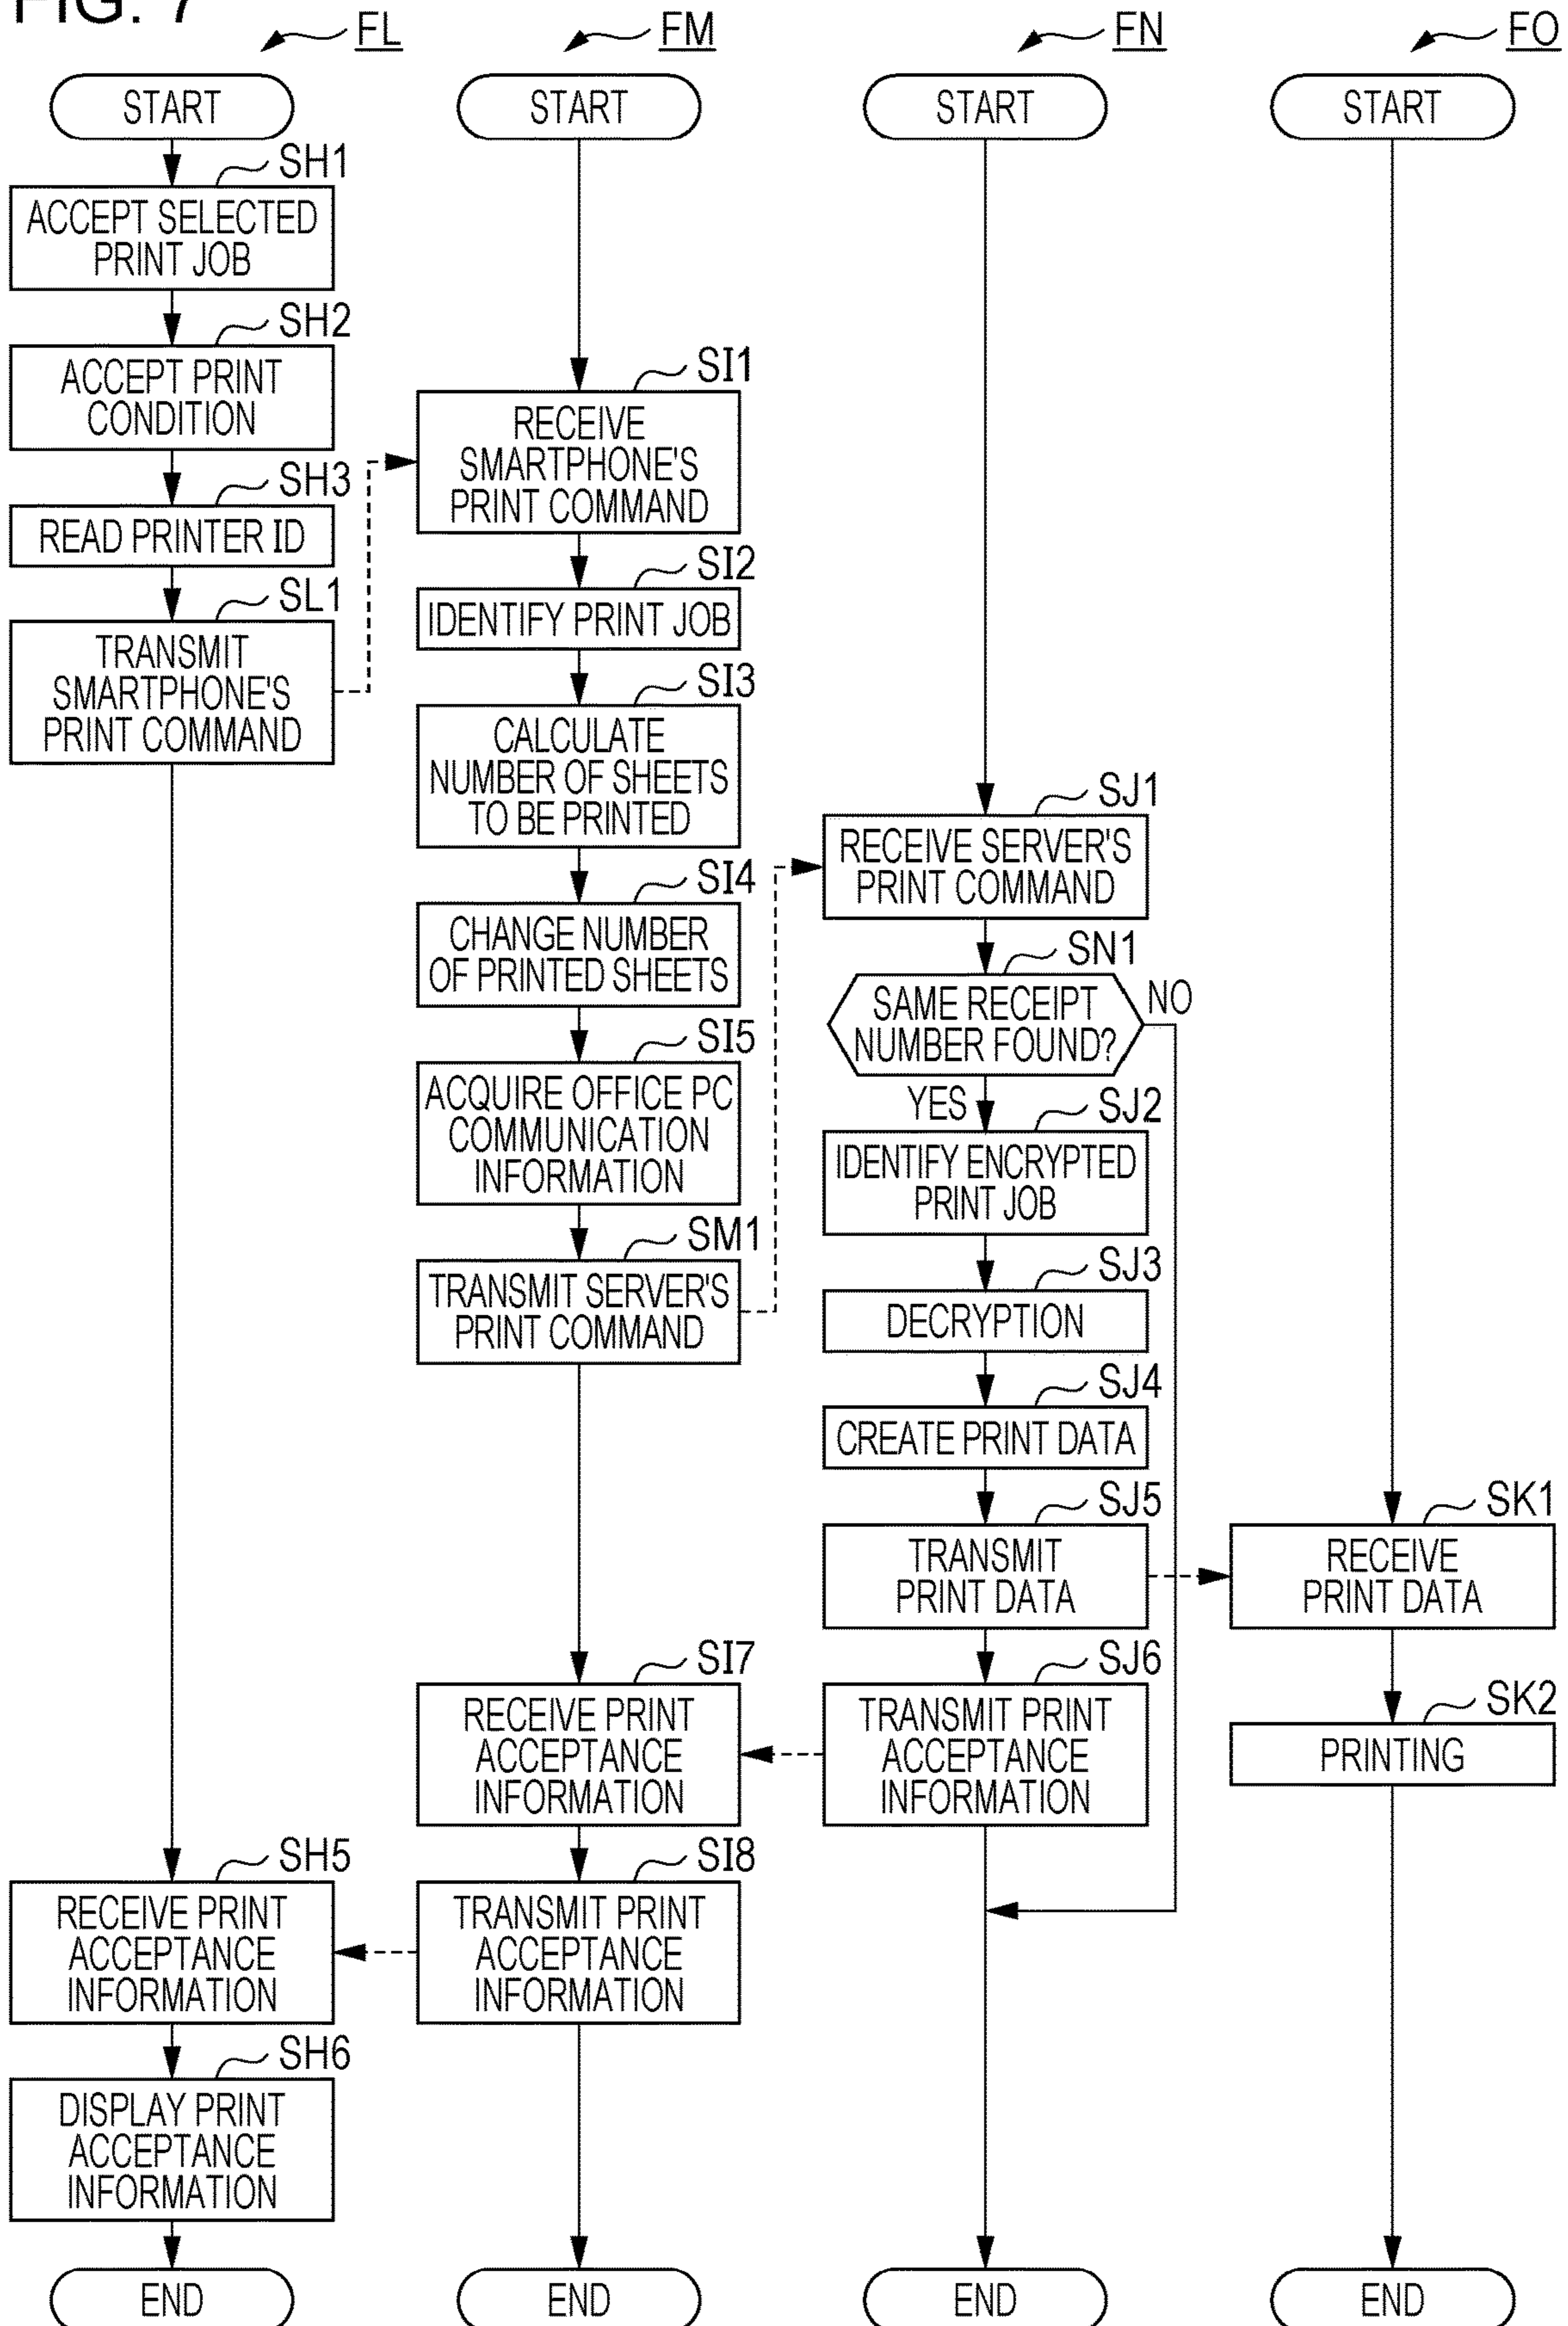 FIG. 7
FL
START
SH1
ACCEPT SELECTED
PRINT JOB
SH2
ACCEPT PRINT
CONDITION
SH3
READ PRINTER ID
SL1
TRANSMIT
SMARTPHONE'S
PRINT COMMAND
SH5
RECEIVE PRINT
ACCEPTANCE
INFORMATION
SH6
DISPLAY PRINT
ACCEPTANCE
INFORMATION
END
FM
START
SI1
RECEIVE
SMARTPHONE'S
PRINT COMMAND
SI2
IDENTIFY PRINT JOB
SI3
CALCULATE
NUMBER OF SHEETS
TO BE PRINTED
SI4
CHANGE NUMBER
OF PRINTED SHEETS
SI5
ACQUIRE OFFICE PC
COMMUNICATION
INFORMATION
SM1
TRANSMIT SERVER'S
PRINT COMMAND
SI7
RECEIVE PRINT
ACCEPTANCE
INFORMATION
SI8
TRANSMIT PRINT
ACCEPTANCE
INFORMATION
END
FN
START
SJ1
RECEIVE SERVER'S
PRINT COMMAND
SN1
SAME RECEIPT
NUMBER FOUND?
NO
YES
SJ2
IDENTIFY ENCRYPTED
PRINT JOB
SJ3
DECRYPTION
SJ4
CREATE PRINT DATA
SJ5
TRANSMIT
PRINT DATA
SJ6
TRANSMIT PRINT
ACCEPTANCE
INFORMATION
END
FO
START
SK1
RECEIVE
PRINT DATA
SK2
PRINTING
END